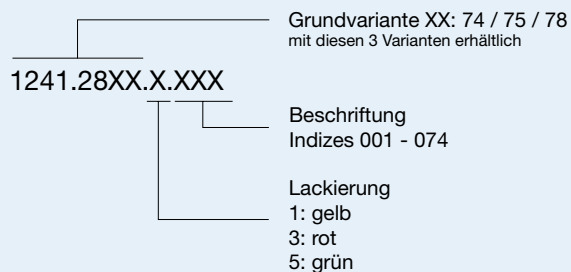 Grundvariante XX: 74 / 75 / 78
mit diesen 3 Varianten erhältlich
1241.28XX.X.XXX
Beschriftung
Indizes 001 - 074
Lackierung
1: gelb
3: rot
5: grün